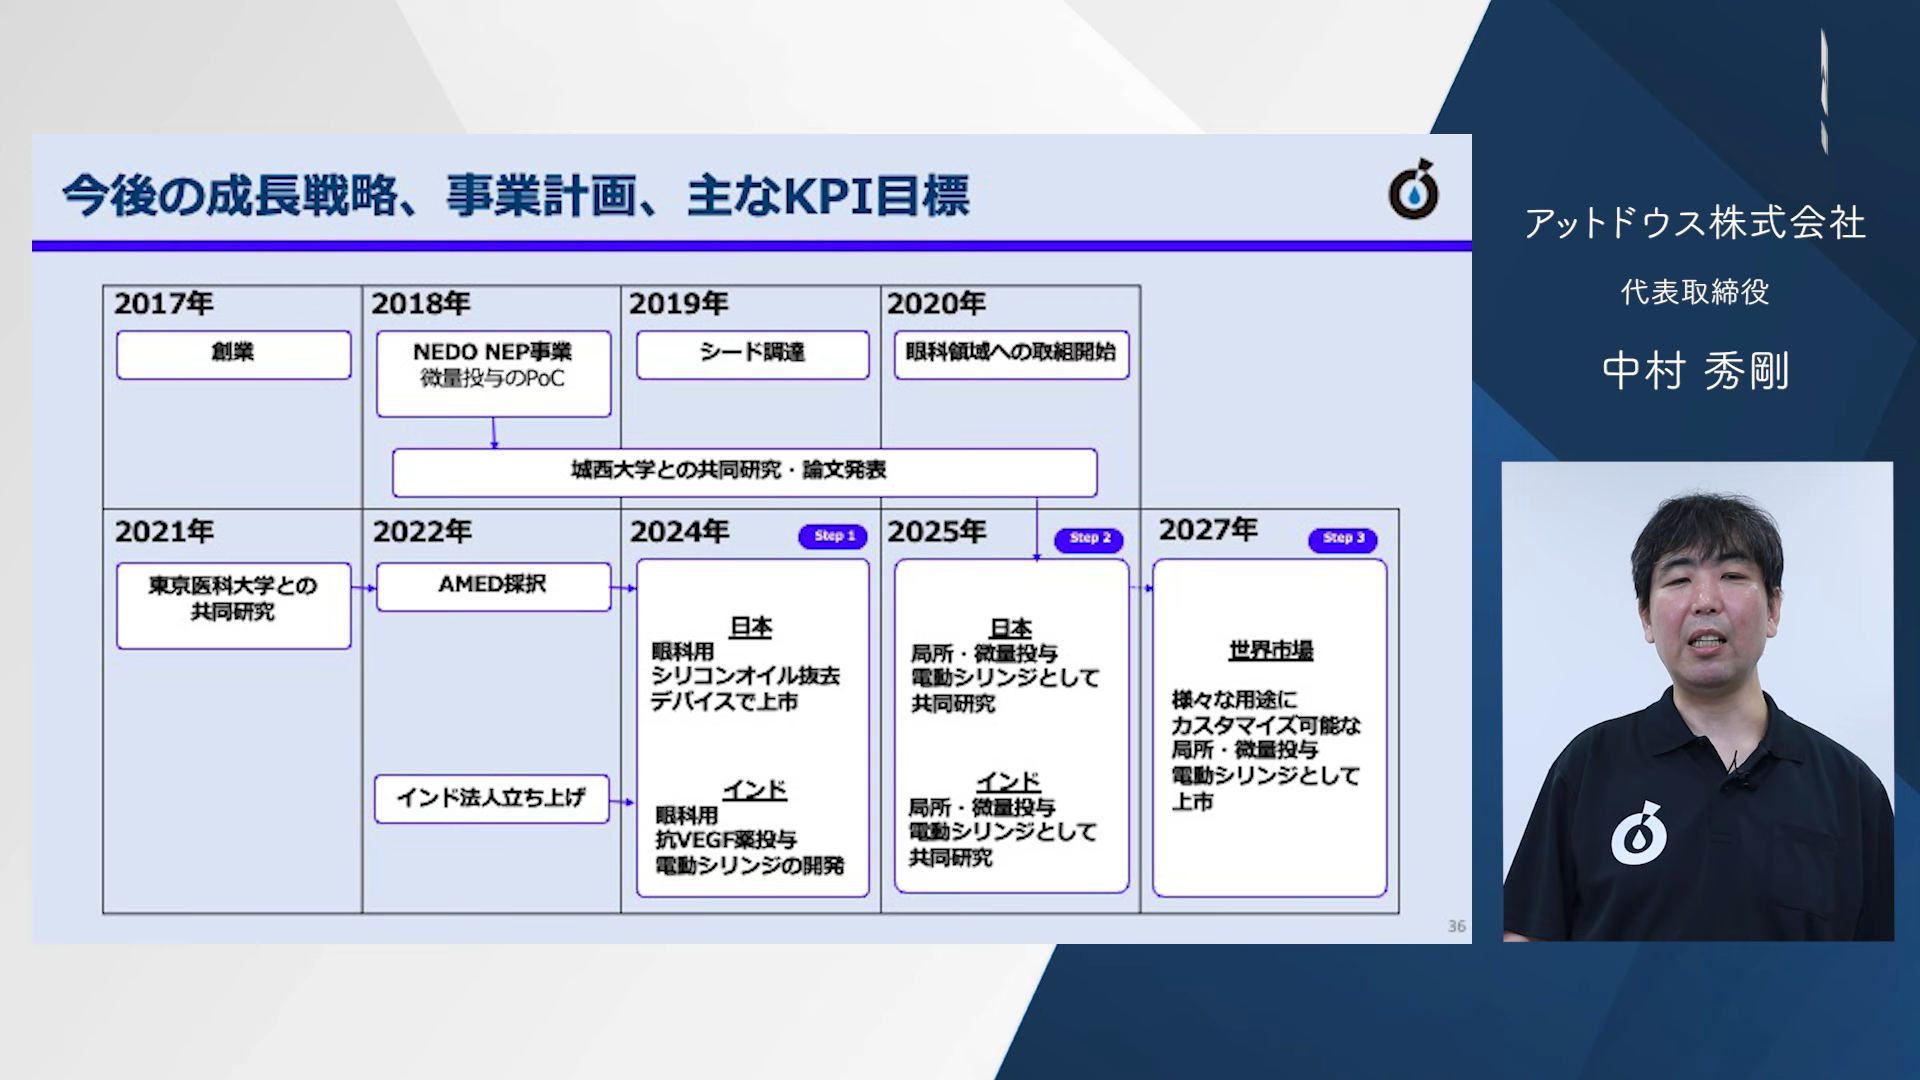 今後の成長戦略、事業計画、主なKPI目標
2017年
創業
2018年
NEDO NEP事業
微量投与のPoC
2019年
シード調達
2020年
眼科領域への取組開始
城西大学との共同研究・論文発表
2021年
東京医科大学との
共同研究
2022年
AMED採択
インド法人立ち上げ
2024年
Step 1
日本
眼科用
シリコンオイル抜去
デバイスで上市
インド
眼科用
抗VEGF薬投与
電動シリンジの開発
2025年
Step 2
日本
局所・微量投与
電動シリンジとして
共同研究
インド
局所・微量投与
電動シリンジとして
共同研究
2027年
Step 3
世界市場
様々な用途に
カスタマイズ可能な
局所・微量投与
電動シリンジとして
上市
36
アットドウス株式会社
代表取締役
中村 秀剛